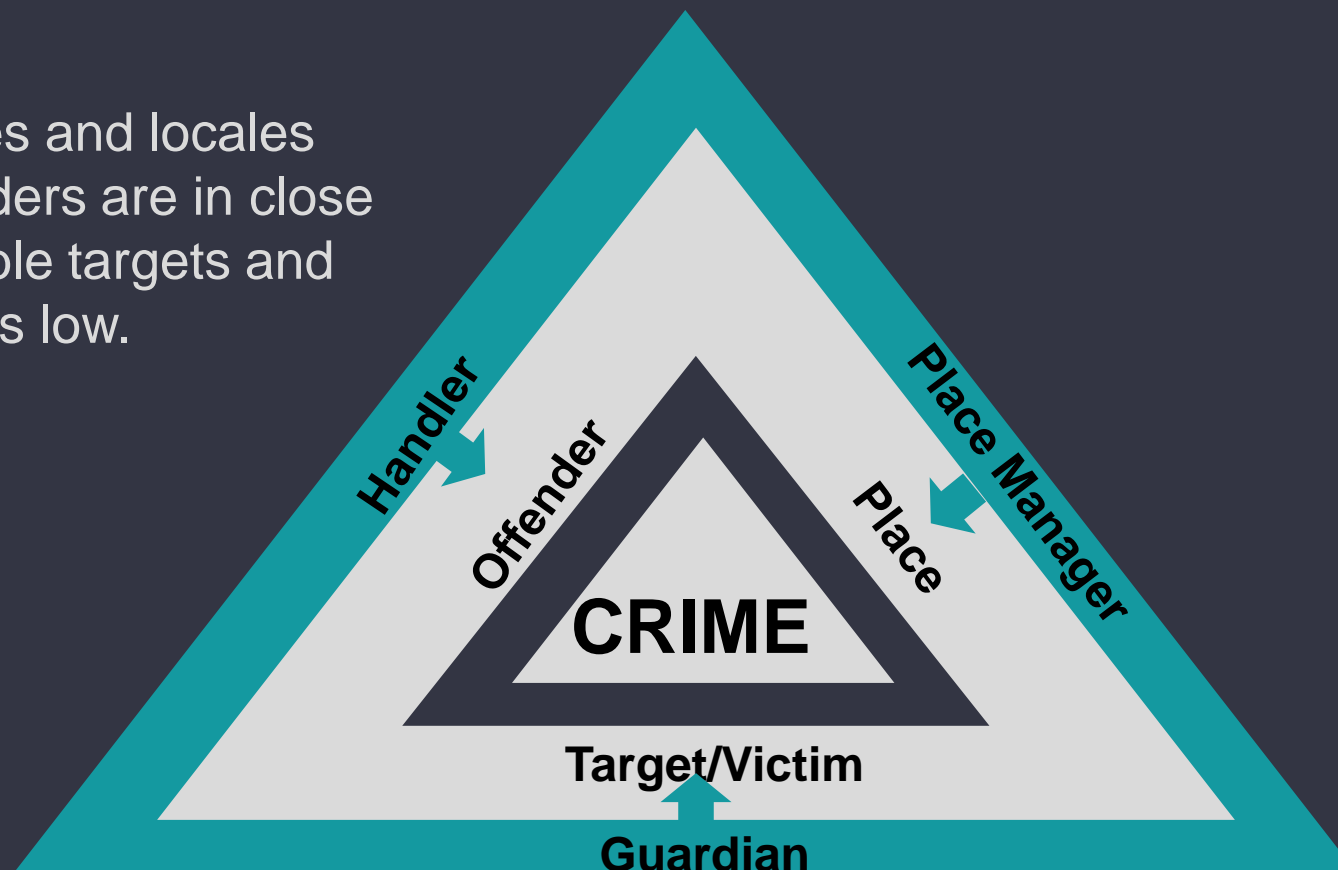 es and locales
ders are in close
ble targets and
s low.
Handler
Offender
Place Manager
Place
CRIME
Target/Victim
Guardian